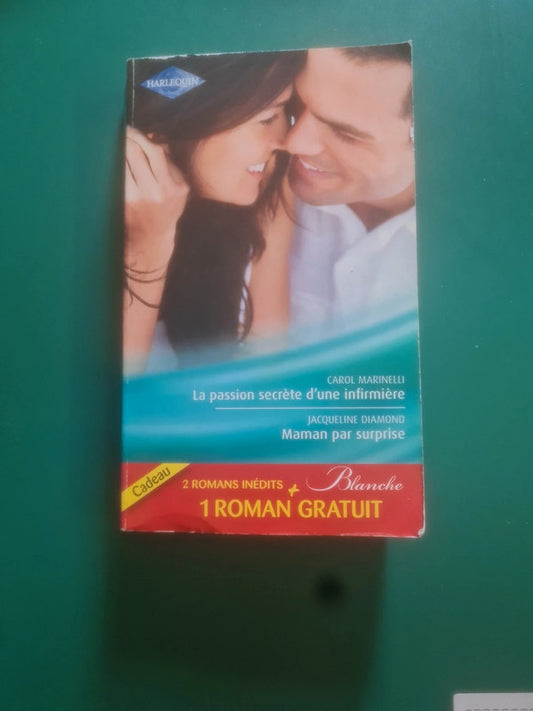 HARLEQUIN
CAROL MARINELLI
La passion secrète d'une infirmière
JACQUELINE DIAMOND
Maman par surprise
Cadeau
2 ROMANS INÉDITS
+
Blanche
1 ROMAN GRATUIT